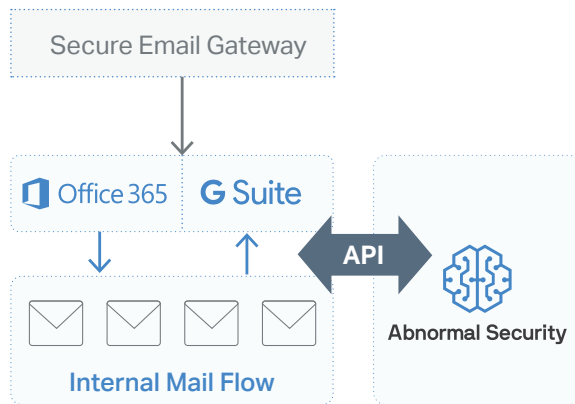 Secure Email Gateway
Office 365
G Suite
API
Abnormal Security
Internal Mail Flow